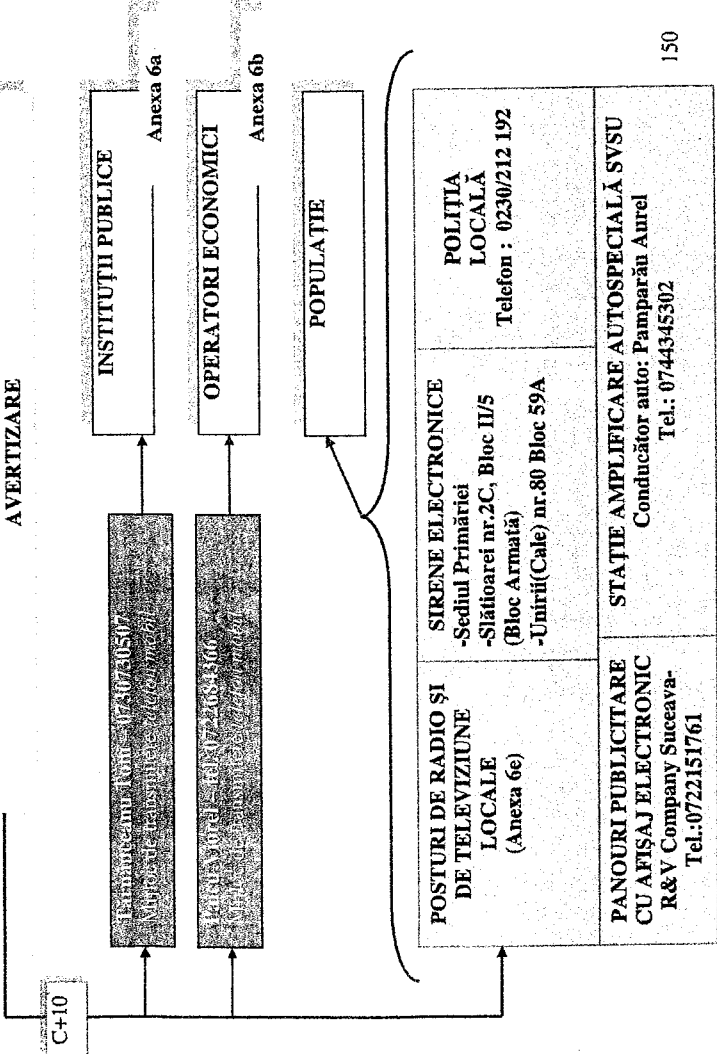 AVERTIZARE
C+10
0730730507
INSTITUȚII PUBLICE
Anexa 6a
OPERATORI ECONOMICI
Anexa 6b
POPULAȚIE
POSTURI DE RADIO ȘI
DE TELEVIZIUNE
LOCALE
(Anexa 6e)
SIRENE ELECTRONICE
-Sediul Primăriei
-Slătioarei nr.2C, Bloc II/5
(Bloc Armată)
-Unirii(Cale) nr.80 Bloc 59A
POLIȚIA
LOCALĂ
Telefon : 0230/212 192
PANOURI PUBLICITARE
CU AFIȘAJ ELECTRONIC
R&V Company Suceava-
Tel.:0722151761
STAȚIE AMPLIFICARE AUTOSPECIALĂ SVSU
Conducător auto: Pamparău Aurel
Tel.: 0744345302
150